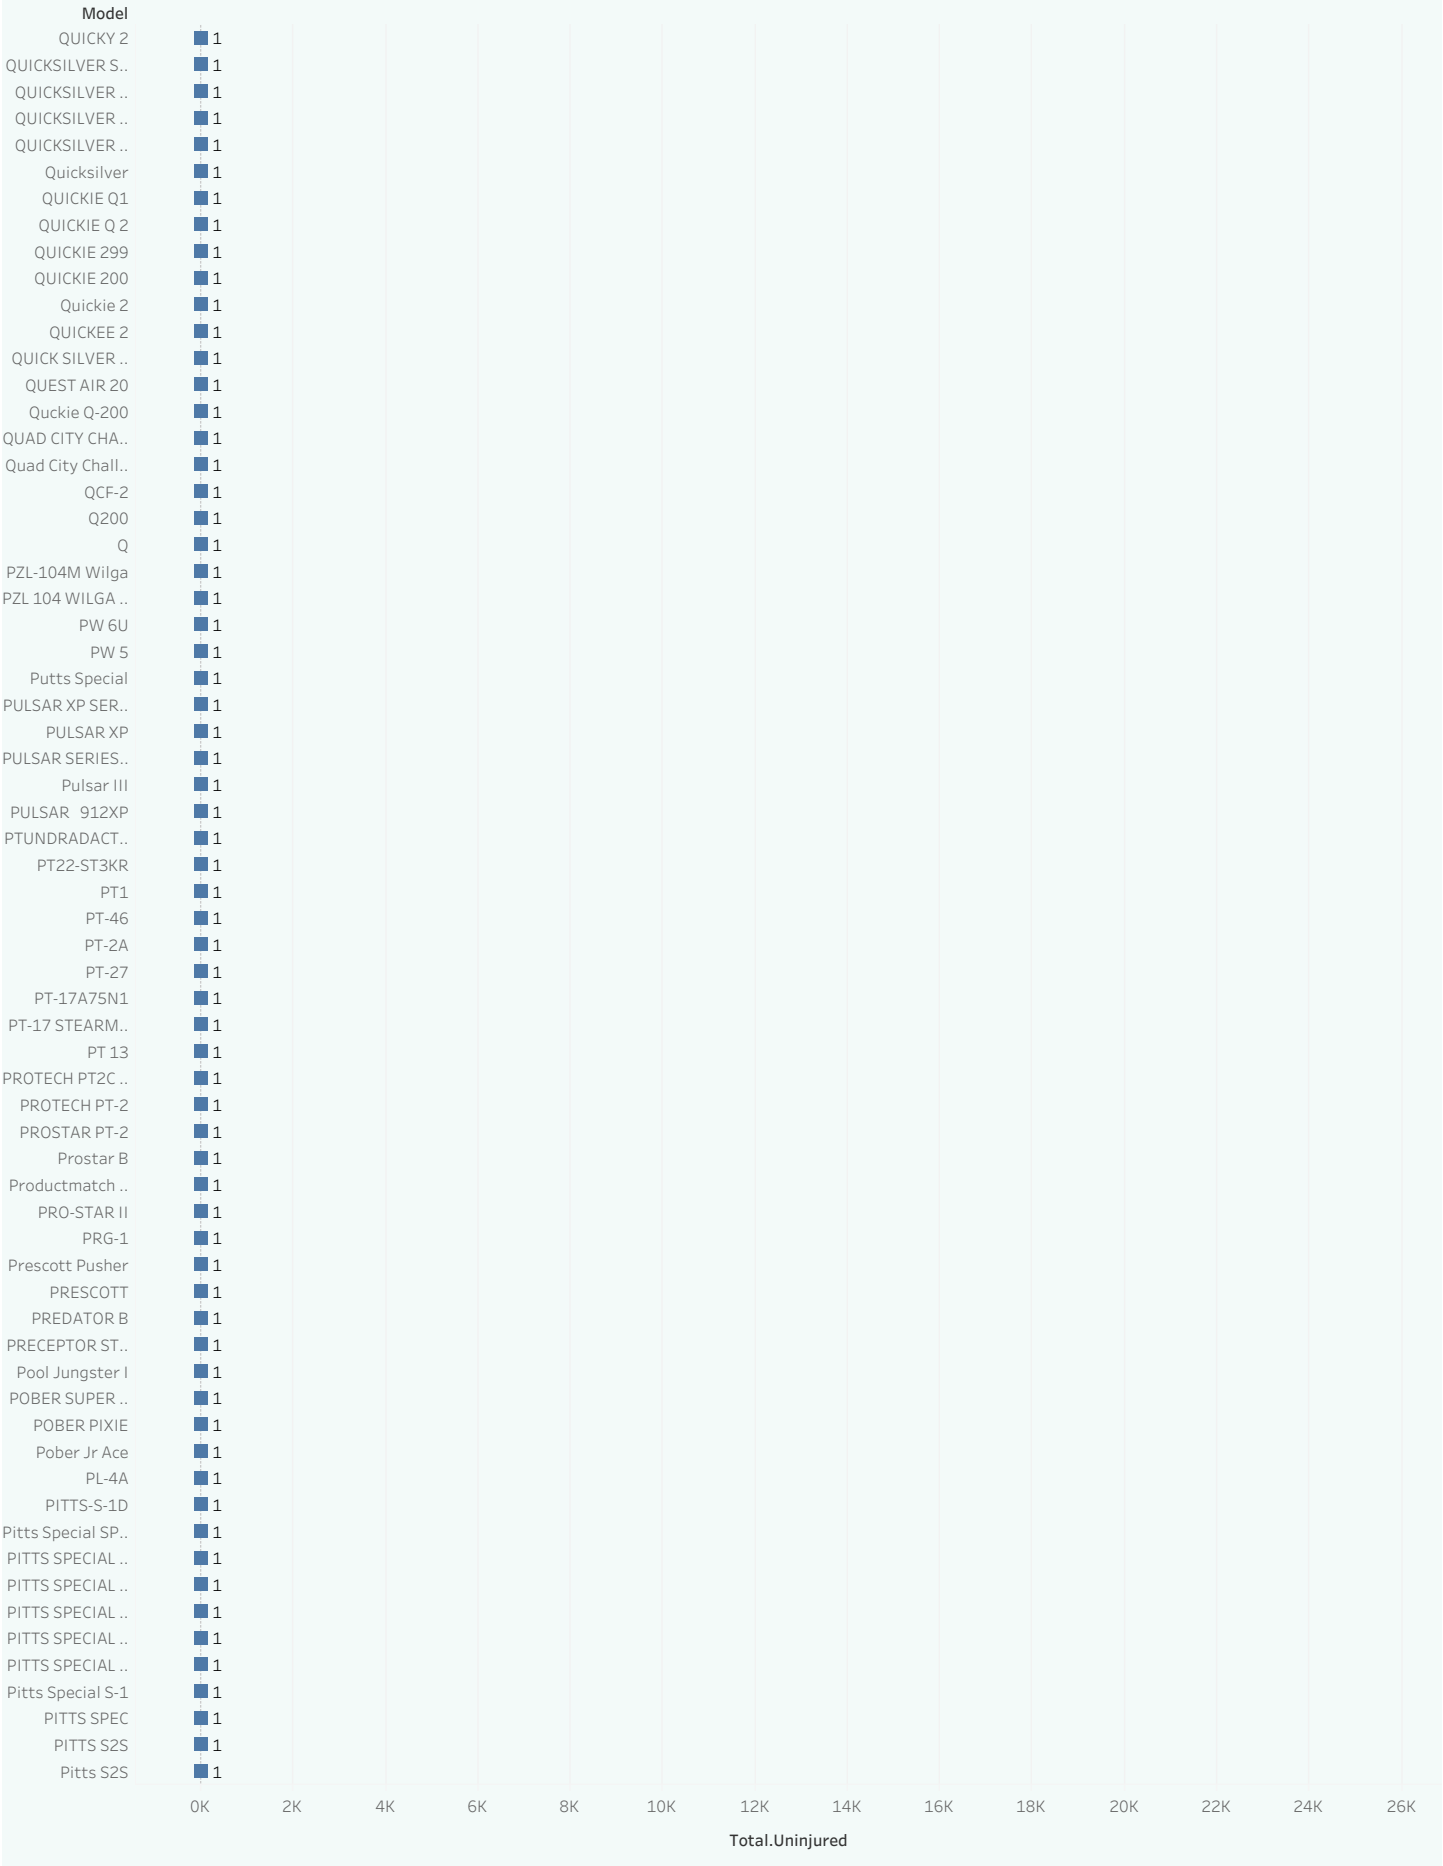 Model
QUICKY 2 1
QUICKSILVER S.. 1
QUICKSILVER .. 1
QUICKSILVER .. 1
QUICKSILVER .. 1
Quicksilver 1
QUICKIE Q1 1
QUICKIE Q 2 1
QUICKIE 299 1
QUICKIE 200 1
Quickie 2 1
QUICKEE 2 1
QUICK SILVER .. 1
QUEST AIR 20 1
Quckie Q-200 1
QUAD CITY CHA.. 1
Quad City Chall.. 1
QCF-2 1
Q200 1
Q 1
PZL-104M Wilga 1
PZL 104 WILGA .. 1
PW 6U 1
PW 5 1
Putts Special 1
PULSAR XP SER.. 1
PULSAR XP 1
PULSAR SERIES.. 1
Pulsar III 1
PULSAR   912XP 1
PTUNDRADACT.. 1
PT22-ST3KR 1
PT1 1
PT-46 1
PT-2A 1
PT-27 1
PT-17A75N1 1
PT-17 STEARM.. 1
PT 13 1
PROTECH PT2C .. 1
PROTECH PT-2 1
PROSTAR PT-2 1
Prostar B 1
Productmatch .. 1
PRO-STAR II 1
PRG-1 1
Prescott Pusher 1
PRESCOTT 1
PREDATOR B 1
PRECEPTOR ST.. 1
Pool Jungster I 1
POBER SUPER .. 1
POBER PIXIE 1
Pober Jr Ace 1
PL-4A 1
PITTS-S-1D 1
Pitts Special SP.. 1
PITTS SPECIAL .. 1
PITTS SPECIAL .. 1
PITTS SPECIAL .. 1
PITTS SPECIAL .. 1
PITTS SPECIAL .. 1
Pitts Special S-1 1
PITTS SPEC 1
PITTS S2S 1
Pitts S2S 1
0K 2K 4K 6K 8K 10K 12K 14K 16K 18K 20K 22K 24K 26K
Total.Uninjured